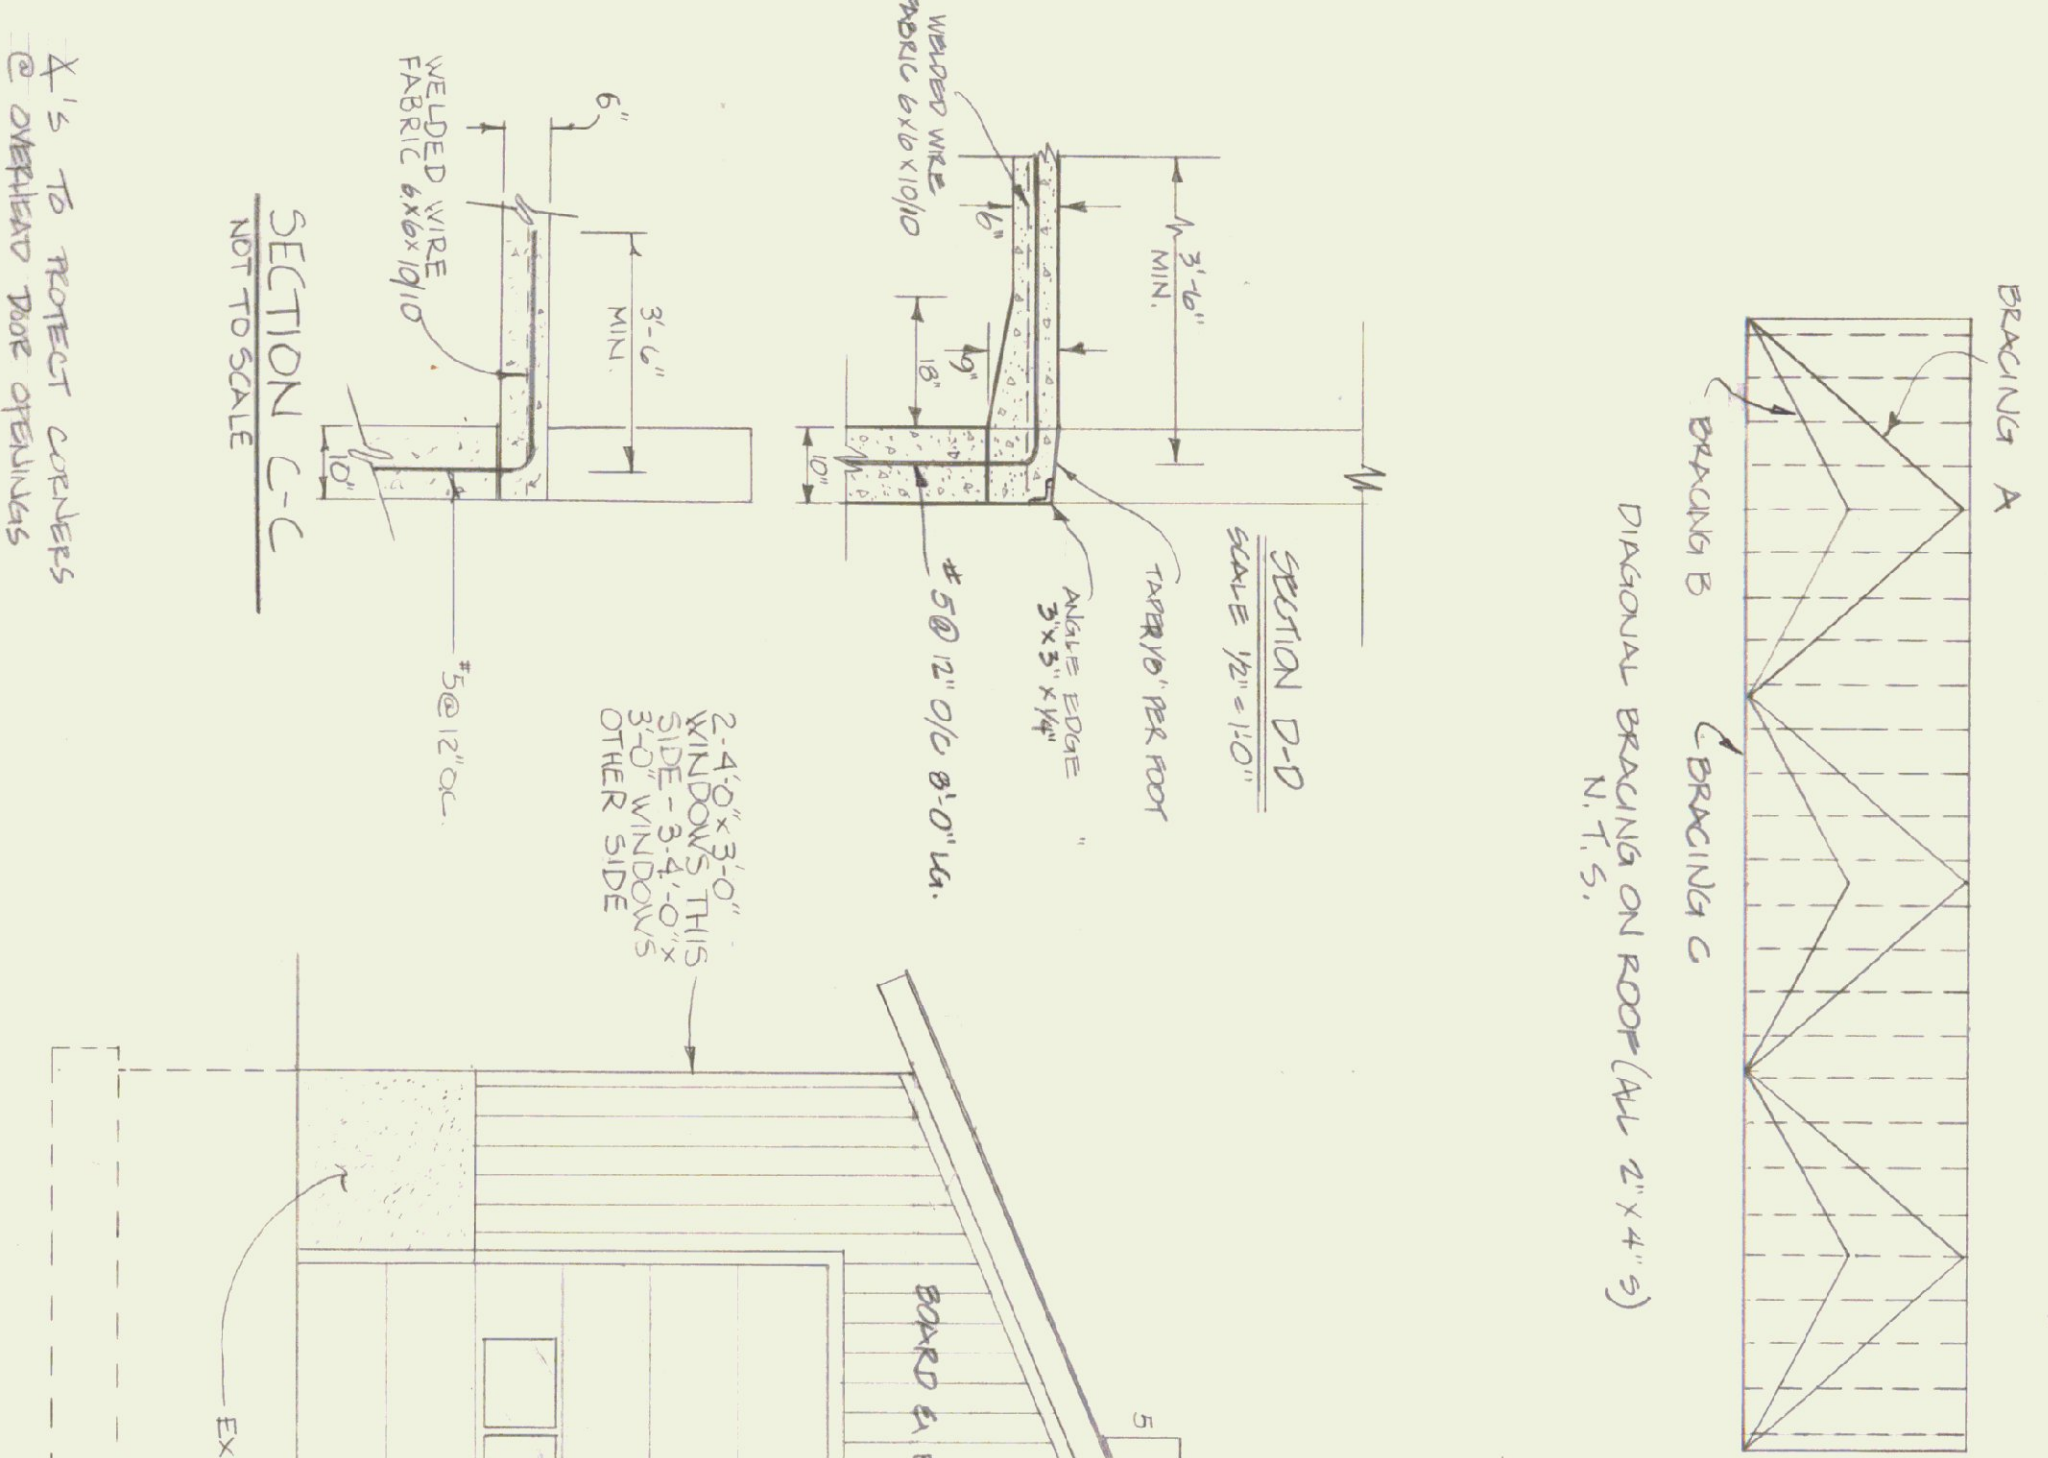 BRACING A
BRACING B
BRACING C
DIAGONAL BRACING ON ROOF (ALL 2" X 4"S)
N.T.S.
3'-6"
MIN.
6"
9"
18"
10"
WELDED WIRE
FABRIC 6x6x10/10
SECTION D-D
SCALE 1/2" = 1'-0"
TAPER 1/8" PER FOOT
ANGLE EDGE
3" x 3" x 1/4"
#5@ 12" O/C 8'-0" LG.
6"
3'-6"
MIN.
10"
WELDED WIRE
FABRIC 6x6x10/10
#5@12"O.C.
SECTION C-C
NOT TO SCALE
'S TO PROTECT CORNERS
@ OVERHEAD DOOR OPENINGS
2-4'-0"x3'-0"
WINDOWS THIS
SIDE-3-4'-0"x
3'-0" WINDOWS
OTHER SIDE
BOARD &
5
EX